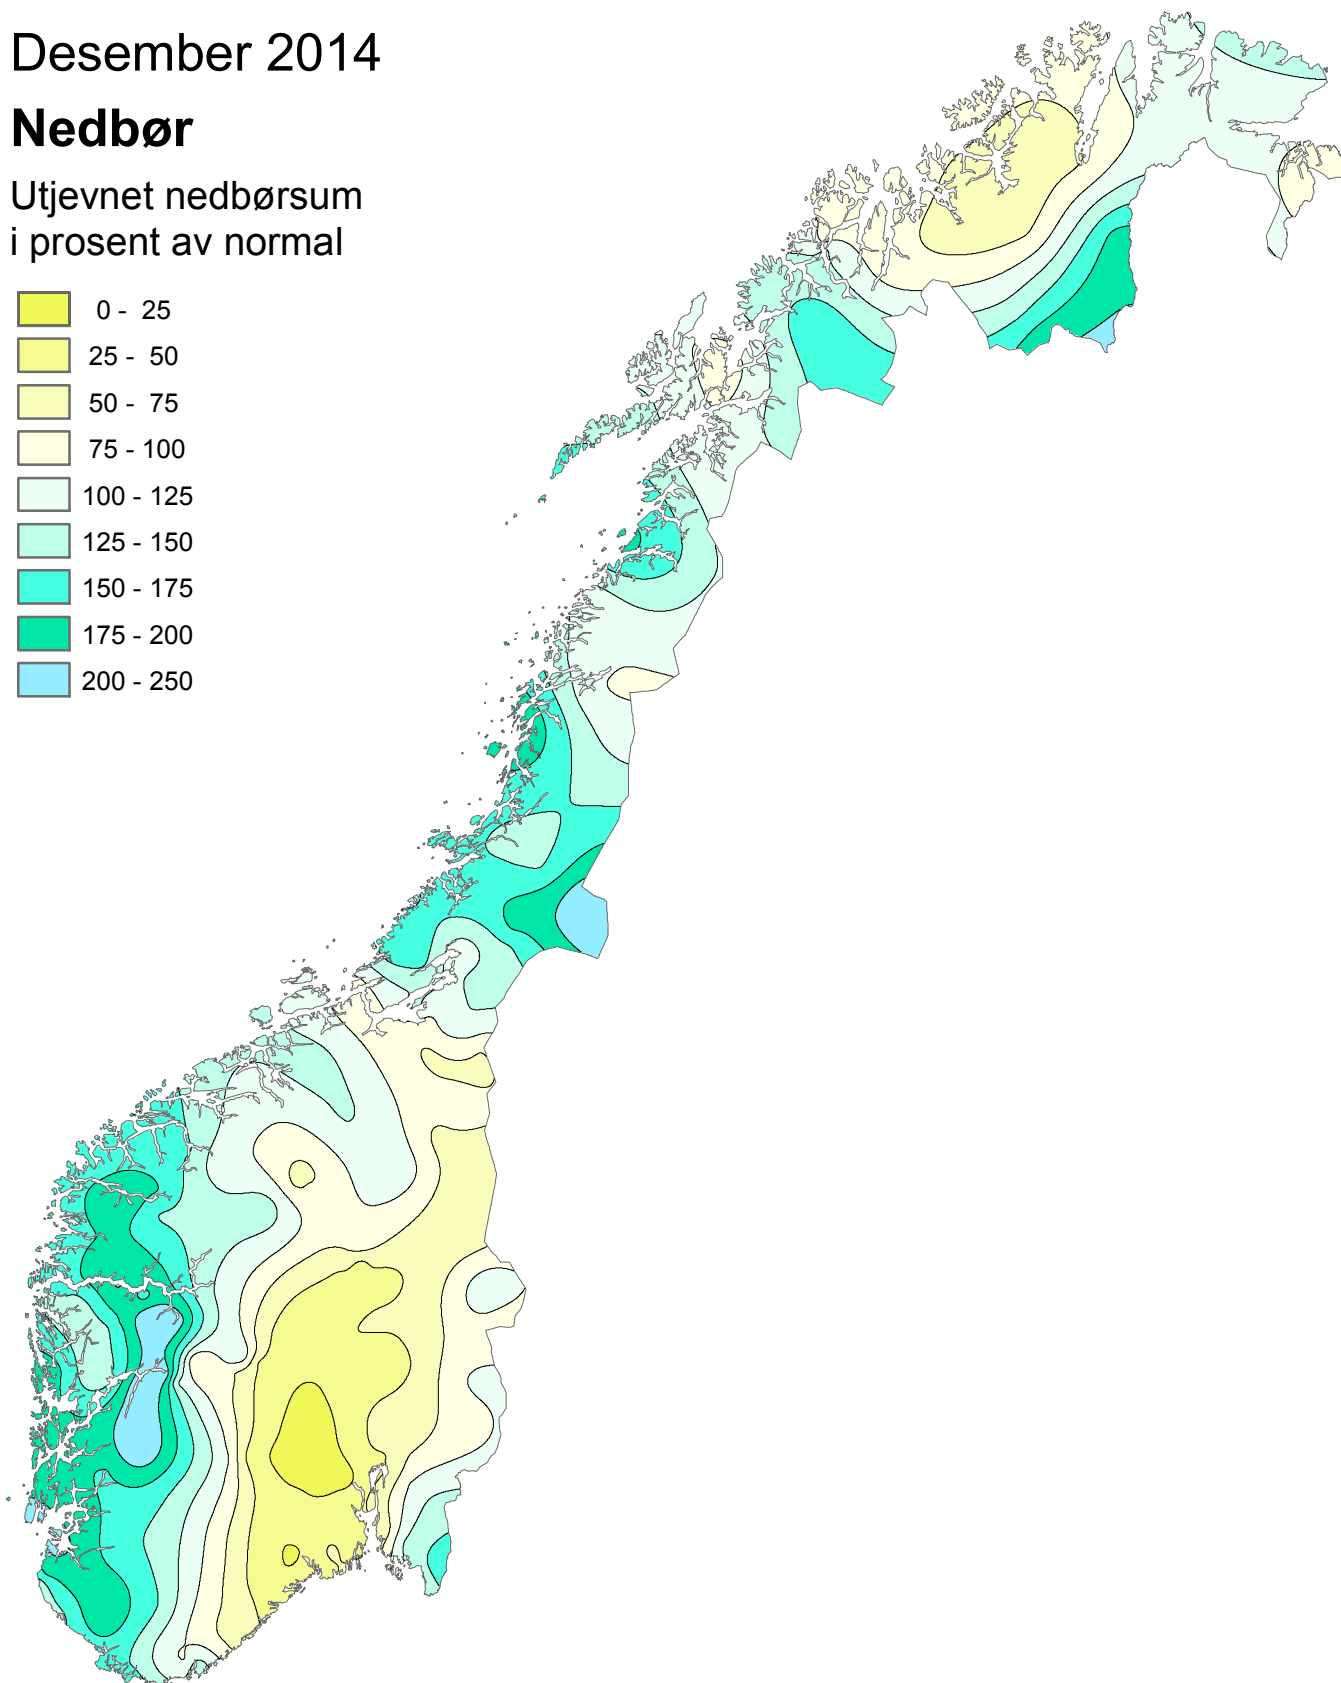 Desember 2014
Nedbør
Utjevnet nedbørsum
i prosent av normal
0 - 25
25 - 50
50 - 75
75 - 100
100 - 125
125 - 150
150 - 175
175 - 200
200 - 250